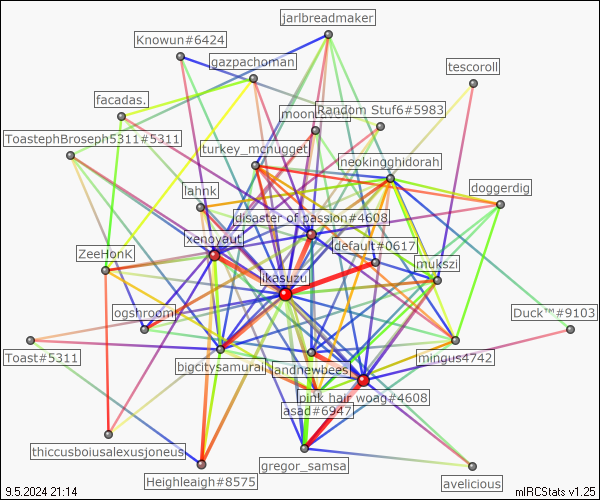 jarlbreadmaker
Knowun#6424
gazpachoman
tescoroll
facadas.
moon
Random Stuf6#5983
ToastephBroseph5311#5311
turkey_mcnugget
neokingghidorah
lahnk
doggerdig
disaster of passion#4608
xenoyaut
default#0617
ZeeHonK
mukszi
ikasuzu
ogshroom
Duck™#9103
Toast#5311
bigcitysamurai
andnewbees
mingus4742
pink hair woag#4608
asad#6947
thiccusboiusalexusjoneus
gregor_samsa
Heighleaigh#8575
avelicious
9.5.2024 21:14
mIRCStats v1.25